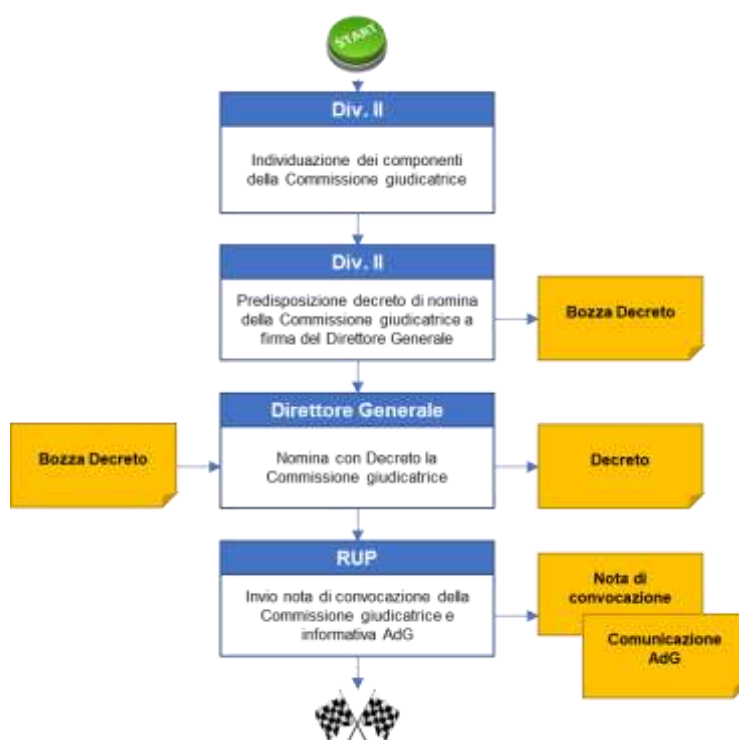 START
Div. II
Individuazione dei componenti
della Commissione giudicatrice
Div. II
Predisposizione decreto di nomina
della Commissione giudicatrice a
firma del Direttore Generale
Bozza Decreto
Direttore Generale
Bozza Decreto
Nomina con Decreto la
Commissione giudicatrice
Decreto
RUP
Invio nota di convocazione della
Commissione giudicatrice e
informativa AdG
Nota di
convocazione
Comunicazione
AdG